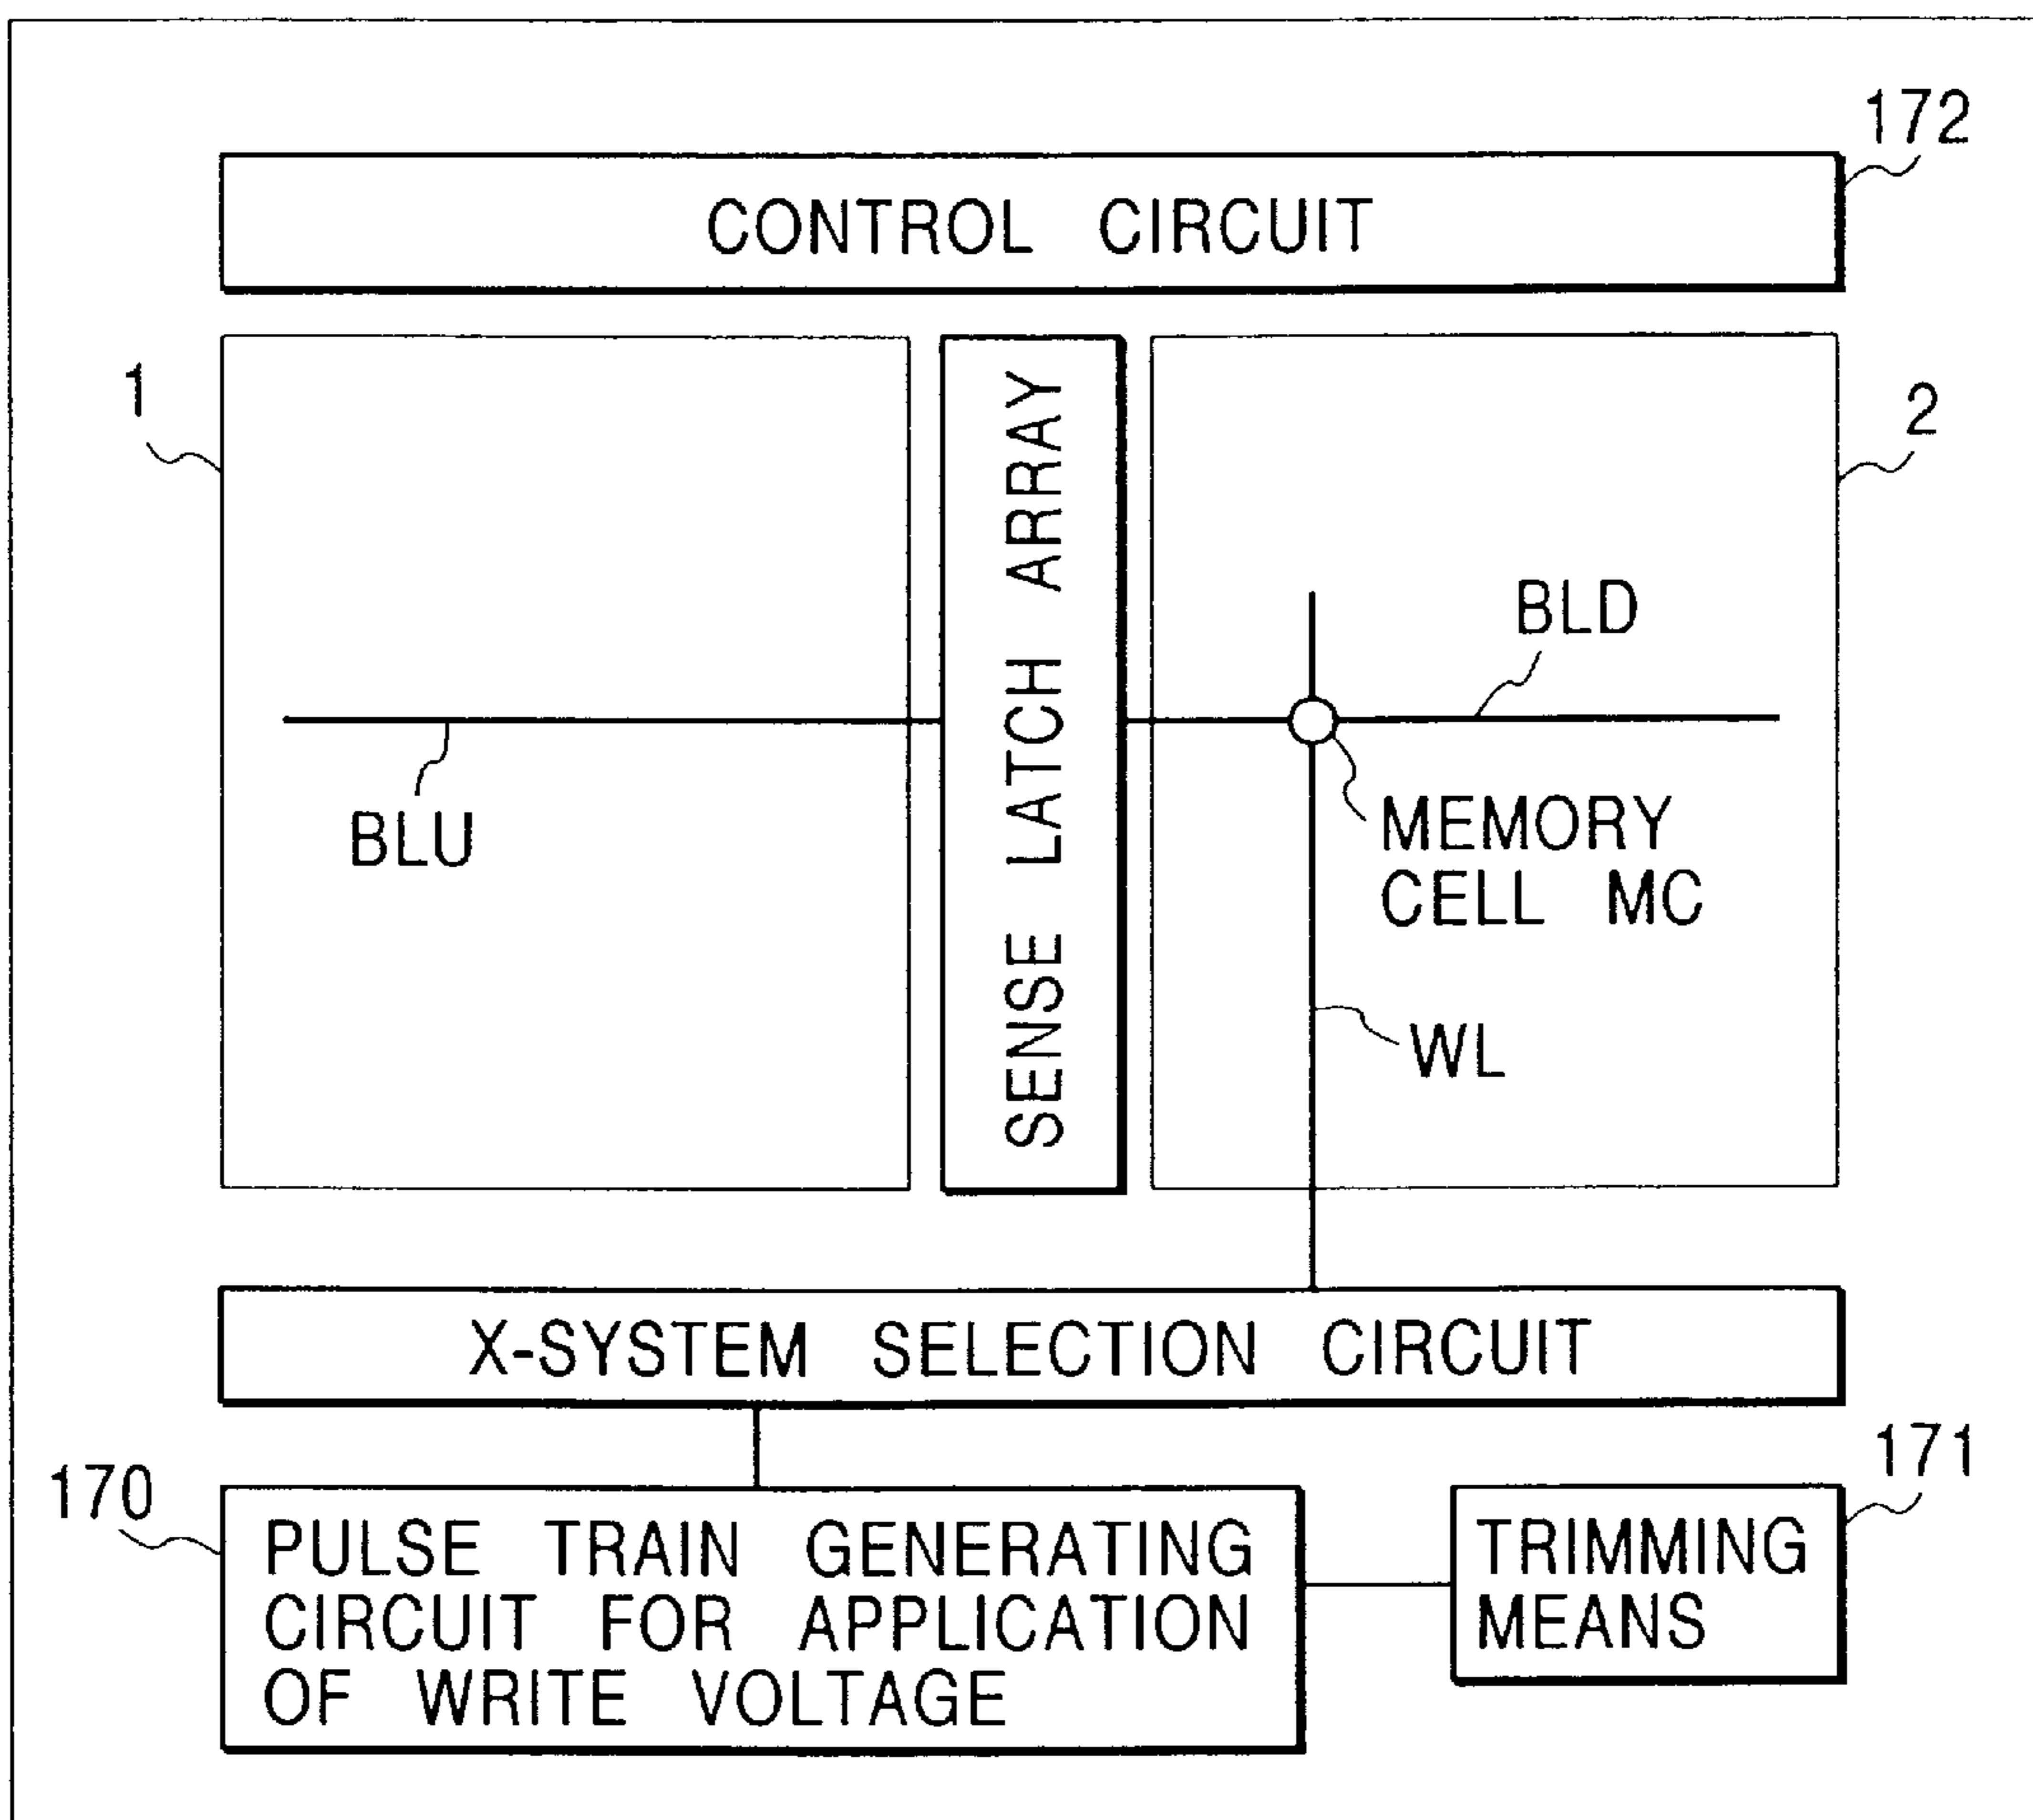 172
CONTROL CIRCUIT
1
SENSE LATCH ARRAY
2
BLD
BLU
MEMORY
CELL MC
WL
X-SYSTEM SELECTION CIRCUIT
170
171
PULSE TRAIN GENERATING
CIRCUIT FOR APPLICATION
OF WRITE VOLTAGE
TRIMMING
MEANS